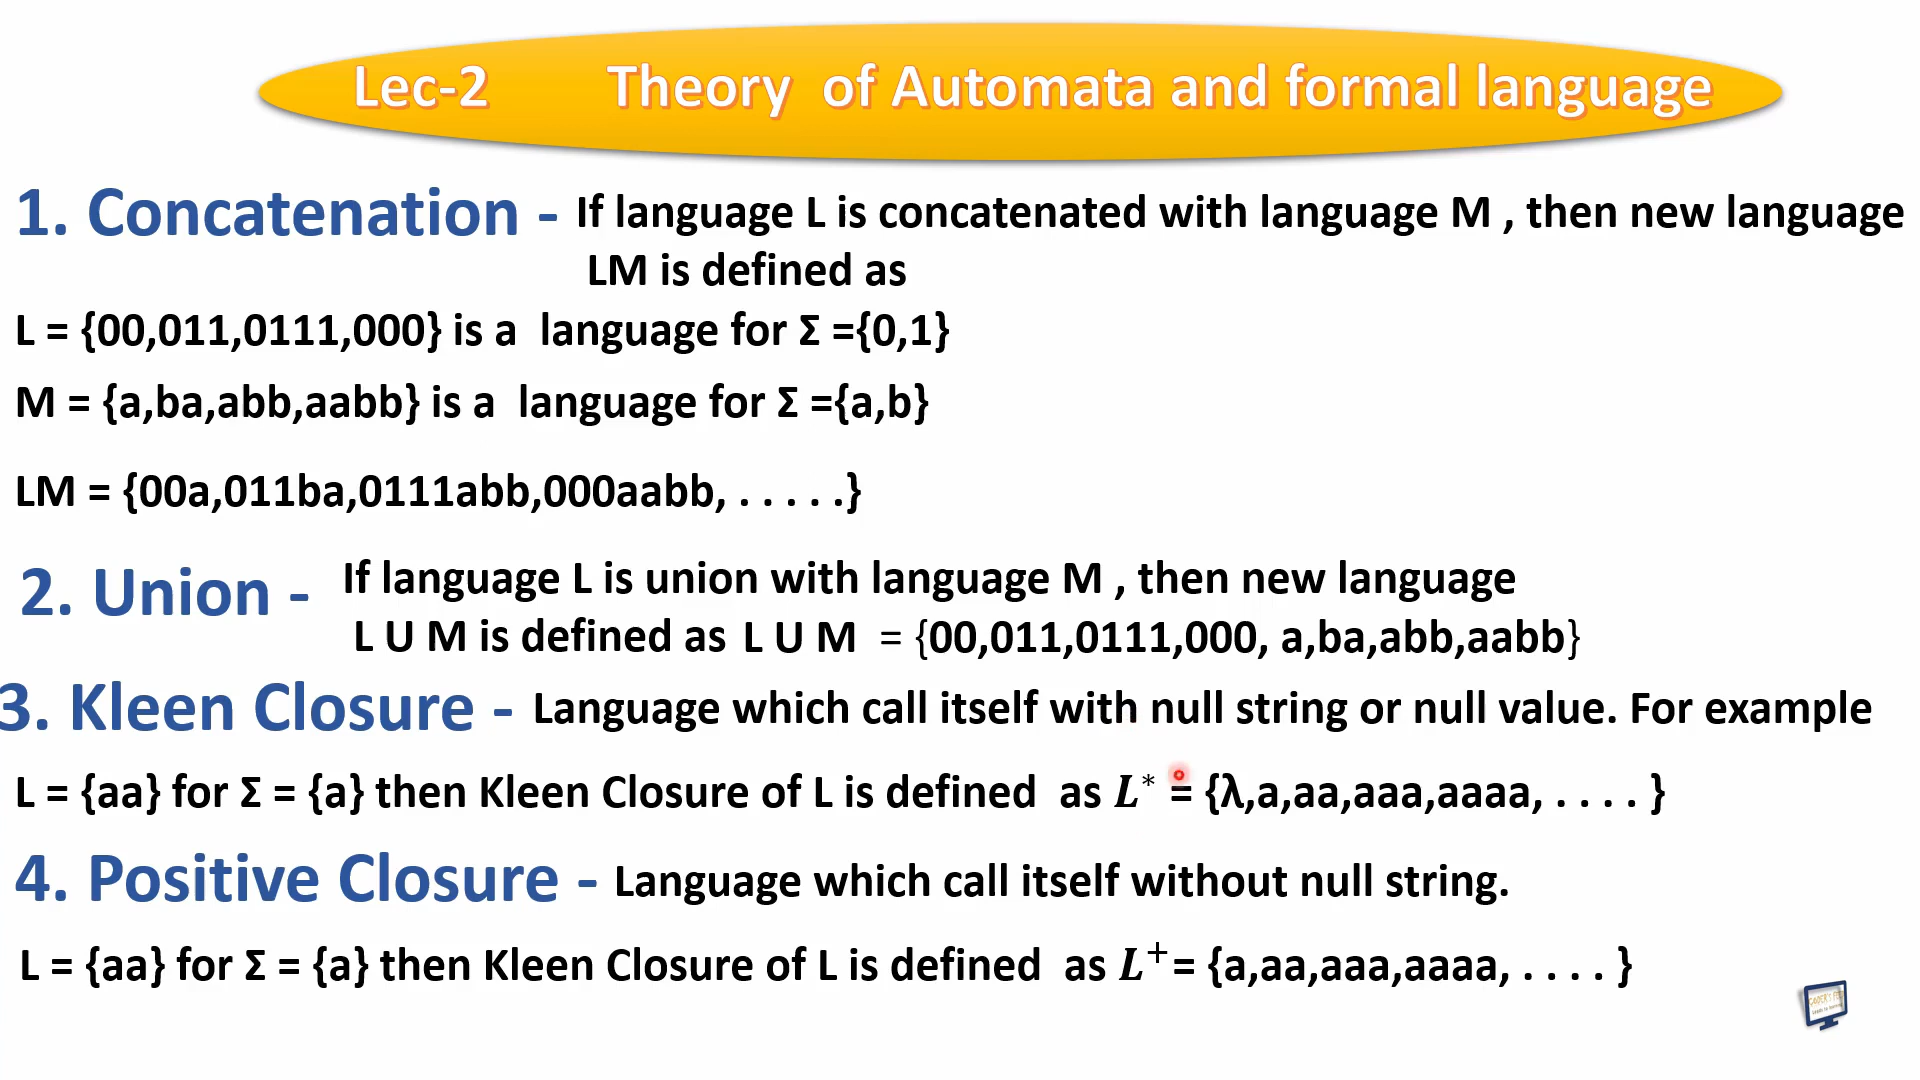 Lec-2 Theory of Automata and formal language
1. Concatenation - If language L is concatenated with language M , then new language
LM is defined as
L = {00,011,0111,000} is a language for Σ ={0,1}
M = {a,ba,abb,aabb} is a language for Σ ={a,b}
LM = {00a,011ba,0111abb,000aabb, . . . . .}
2. Union - If language L is union with language M , then new language
L U M is defined as L U M = {00,011,0111,000, a,ba,abb,aabb}
3. Kleen Closure - Language which call itself with null string or null value. For example
L = {aa} for Σ = {a} then Kleen Closure of L is defined as L* = {λ,a,aa,aaa,aaaa, . . . . }
4. Positive Closure - Language which call itself without null string.
L = {aa} for Σ = {a} then Kleen Closure of L is defined as L⁺ = {a,aa,aaa,aaaa, . . . . }